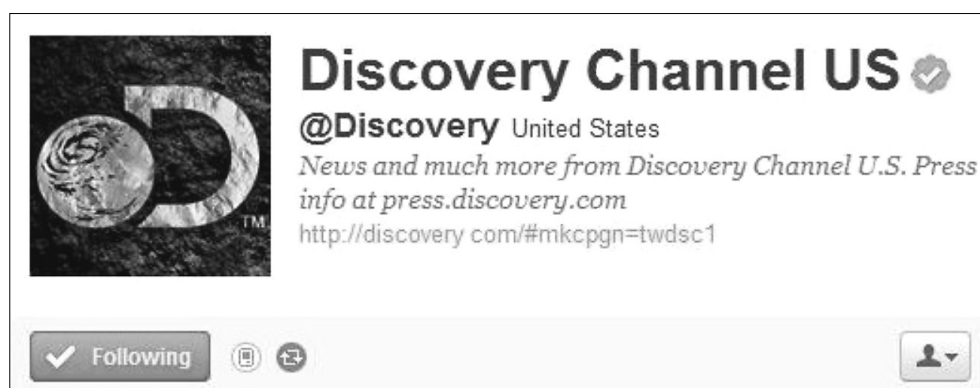 Discovery Channel US
@Discovery United States
News and much more from Discovery Channel U.S. Press
info at press.discovery.com
http://discovery com/#mkcpgn=twdsc1
TM
Following